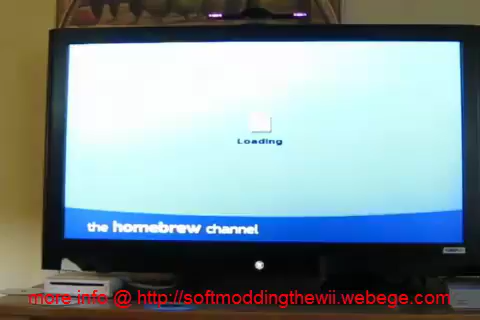 Loading
the homebrew channel
more info @ http://softmoddingthewii.webege.com